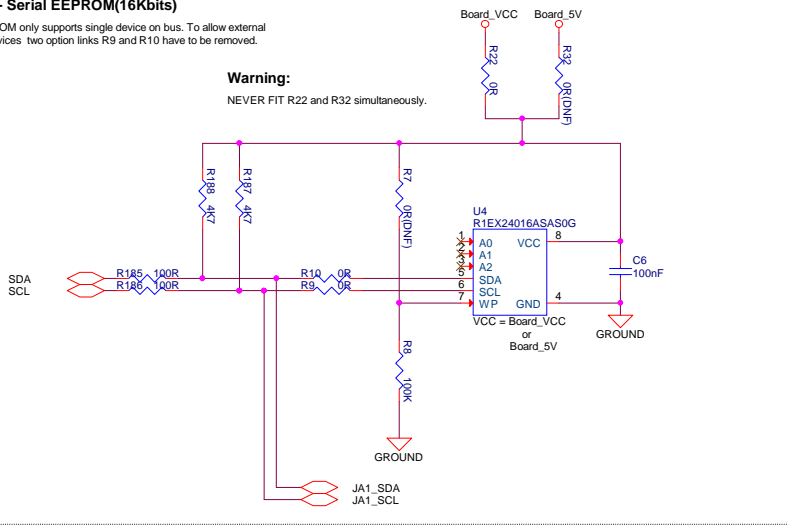 - Serial EEPROM(16Kbits)
OM only supports single device on bus. To allow external
vices two option links R9 and R10 have to be removed.
Board_VCC
Board_5V
R22
0R
R32
0R(DNF)
Warning:
NEVER FIT R22 and R32 simultaneously.
R188
4K7
R187
4K7
R7
0R(DNF)
U4
R1EX24016ASAS0G
1
A0
VCC
8
2
A1
3
A2
5
SDA
6
SCL
7
WP
GND
4
C6
100nF
GROUND
VCC = Board_VCC
or
Board_5V
SDA
R185
100R
R10
0R
SCL
R186
100R
R9
0R
R8
100K
GROUND
JA1_SDA
JA1_SCL